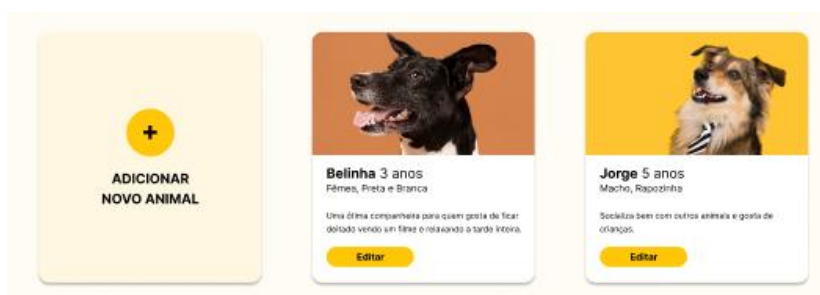 +
ADICIONAR
NOVO ANIMAL
Belinha 3 anos
Fêmea, Preta e Branca
Uma ótima companheira para quem gosta de ficar
deitado vendo um filme e relaxando a tarde inteira.
Editar
Jorge 5 anos
Macho, Rapozinha
Socializa bem com outros animais e gosta de
crianças.
Editar